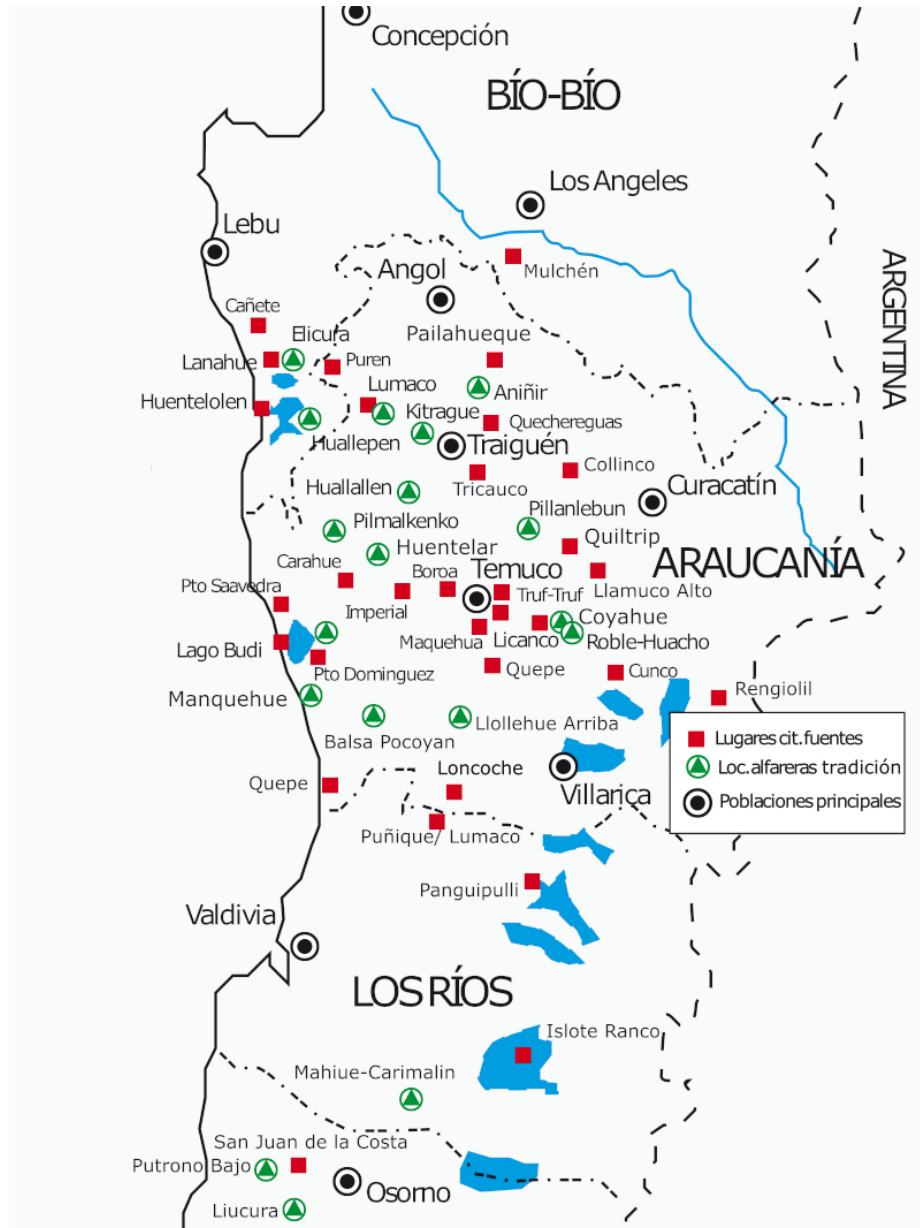 Concepción
BÍO-BÍO
Los Angeles
Lebu
Mulchén
Angol
ARGENTINA
Cañete
Elicura
Pailahueque
Lanahue
Puren
Lumaco
Aniñir
Huentelolen
Kitrague
Quechereguas
Huallepen
Traiguén
Collinco
Tricauco
Curacatín
Huallallen
Pillanlebun
Pilmalkenko
Quiltrip
Huentelar
Carahue
Boroa
Temuco
ARAUCANÍA
Pto Saavedra
Imperial
Truf-Truf
Llamuco Alto
Coyahue
Maquehua
Licanco
Roble-Huacho
Lago Budi
Pto Dominguez
Quepe
Cunco
Rengiolil
Manquehue
Llollehue Arriba
Balsa Pocoyan
Lugares cit. fuentes
Loc. alfareras tradición
Poblaciones principales
Quepe
Loncoche
Villarica
Puñique/ Lumaco
Panguipulli
Valdivia
LOS RÍOS
Islote Ranco
Mahiue-Carimalin
San Juan de la Costa
Putrono Bajo
Osorno
Liucura